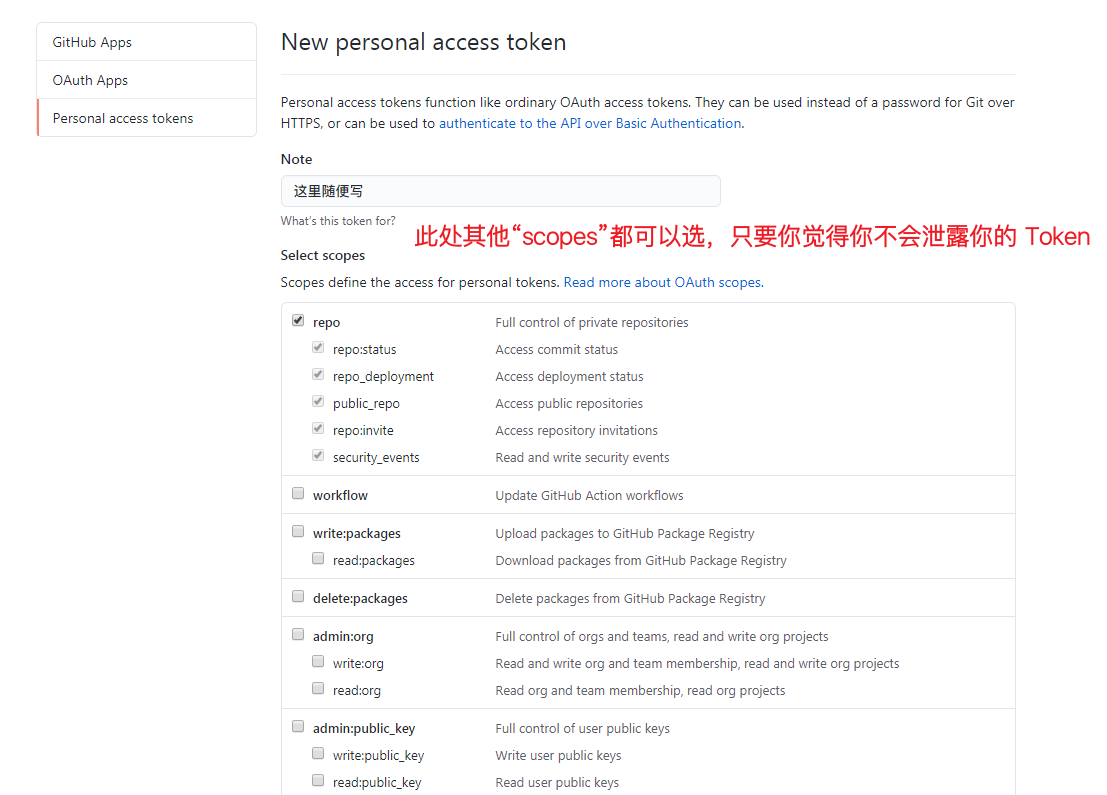 GitHub Apps
OAuth Apps
Personal access tokens
New personal access token
Personal access tokens function like ordinary OAuth access tokens. They can be used instead of a password for Git over
HTTPS, or can be used to authenticate to the API over Basic Authentication.
Note
这里随便写
What's this token for?
此处其他“scopes”都可以选，只要你觉得你不会泄露你的 Token
Select scopes
Scopes define the access for personal tokens. Read more about OAuth scopes.
repo Full control of private repositories
repo:status Access commit status
repo_deployment Access deployment status
public_repo Access public repositories
repo:invite Access repository invitations
security_events Read and write security events
workflow Update GitHub Action workflows
write:packages Upload packages to GitHub Package Registry
read:packages Download packages from GitHub Package Registry
delete:packages Delete packages from GitHub Package Registry
admin:org Full control of orgs and teams, read and write org projects
write:org Read and write org and team membership, read and write org projects
read:org Read org and team membership, read org projects
admin:public_key Full control of user public keys
write:public_key Write user public keys
read:public_key Read user public keys